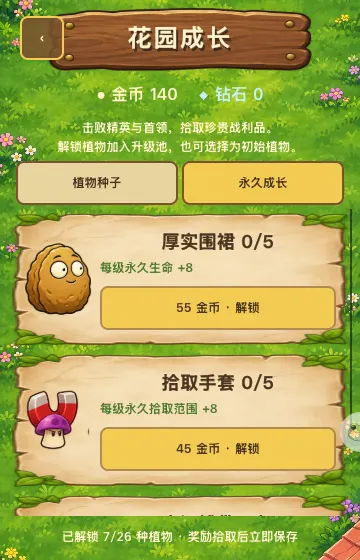 ‹
花园成长
金币 140 钻石 0
击败精英与首领，拾取珍贵战利品。
解锁植物加入升级池，也可选择为初始植物。
植物种子 永久成长
厚实围裙 0/5
每级永久生命 +8
55 金币 · 解锁
拾取手套 0/5
每级永久拾取范围 +8
45 金币 · 解锁
已解锁 7/26 种植物 · 奖励拾取后立即保存